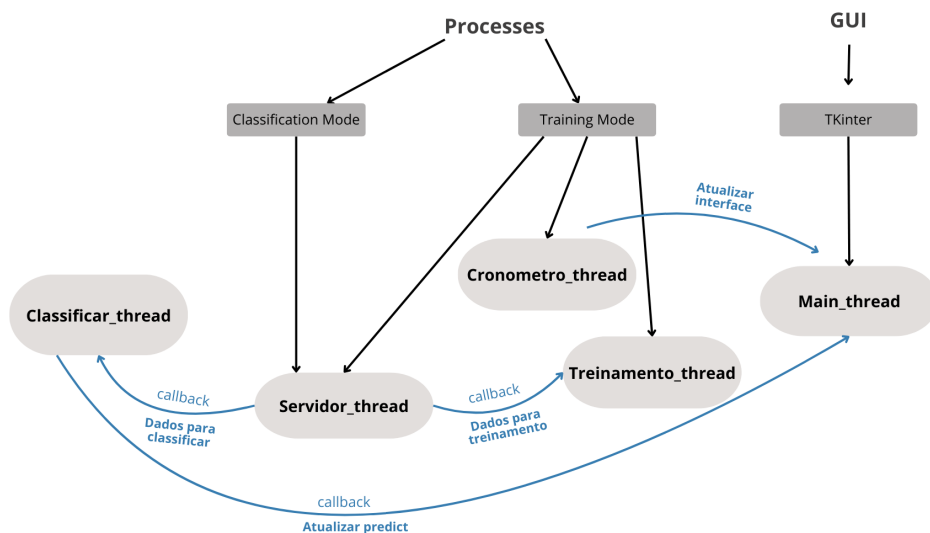 Processes
GUI
Classification Mode
Training Mode
TKinter
Atualizar
interface
Cronometro_thread
Main_thread
Classificar_thread
Treinamento_thread
callback
Dados para
classificar
Servidor_thread
callback
Dados para
treinamento
callback
Atualizar predict